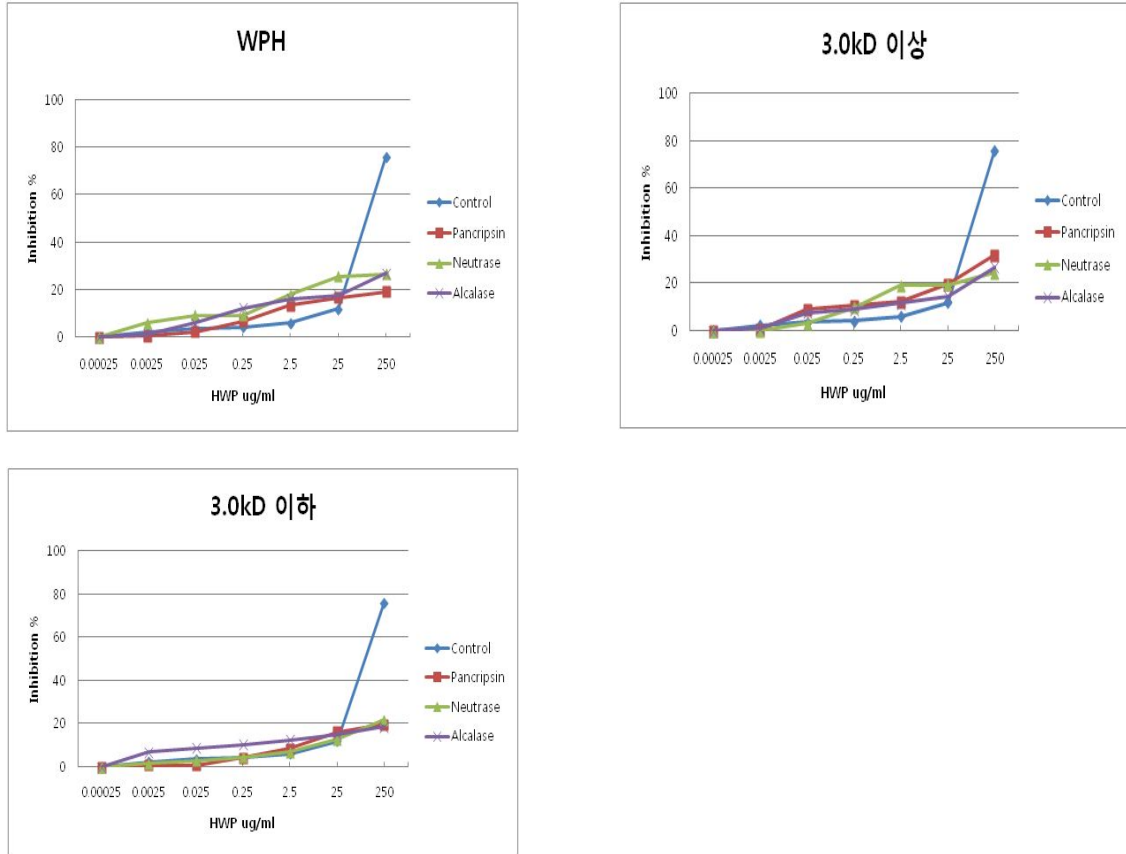 WPH
100
80
60
40
20
0
Inhibition %
0.00025 0.0025 0.025 0.25 2.5 25 250
HWP ug/ml
Control
Pancripsin
Neutrase
Alcalase
3.0kD 이상
100
80
60
40
20
0
Inhibition %
0.00025 0.0025 0.025 0.25 2.5 25 250
HWP ug/ml
Control
Pancripsin
Neutrase
Alcalase
3.0kD 이하
100
80
60
40
20
0
Inhibition %
0.00025 0.0025 0.025 0.25 2.5 25 250
HWP ug/ml
Control
Pancripsin
Neutrase
Alcalase